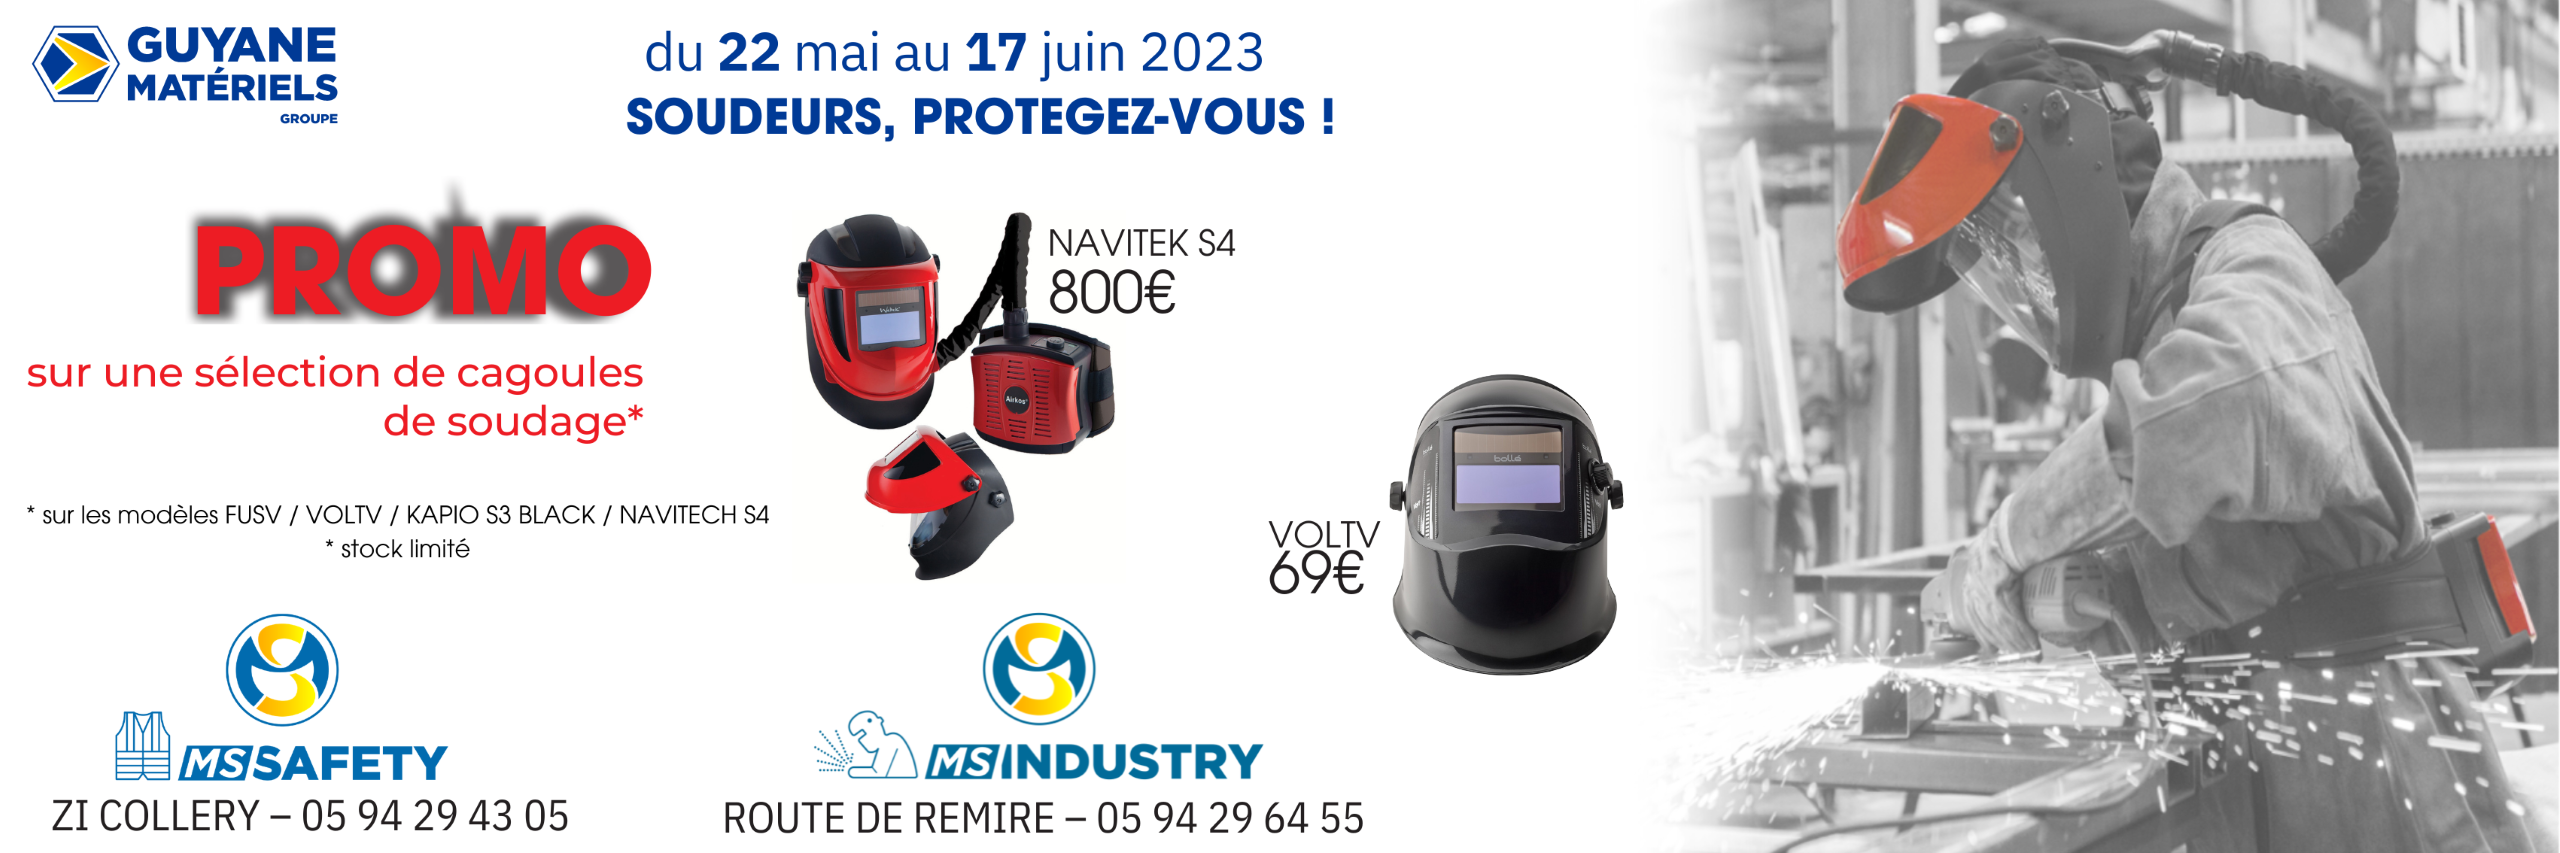 GUYANE
MATÉRIELS
GROUPE
du 22 mai au 17 juin 2023
SOUDEURS, PROTEGEZ-VOUS !
PROMO
sur une sélection de cagoules
de soudage*
* sur les modèles FUSV / VOLTV / KAPIO S3 BLACK / NAVITECH S4
* stock limité
NAVITEK S4
800€
Airkos
VOLTV
69€
bollé
MS SAFETY
ZI COLLERY – 05 94 29 43 05
MS INDUSTRY
ROUTE DE REMIRE – 05 94 29 64 55